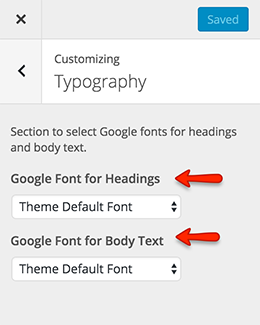 Saved
Customizing
Typography
Section to select Google fonts for headings
and body text.
Google Font for Headings
Theme Default Font
Google Font for Body Text
Theme Default Font